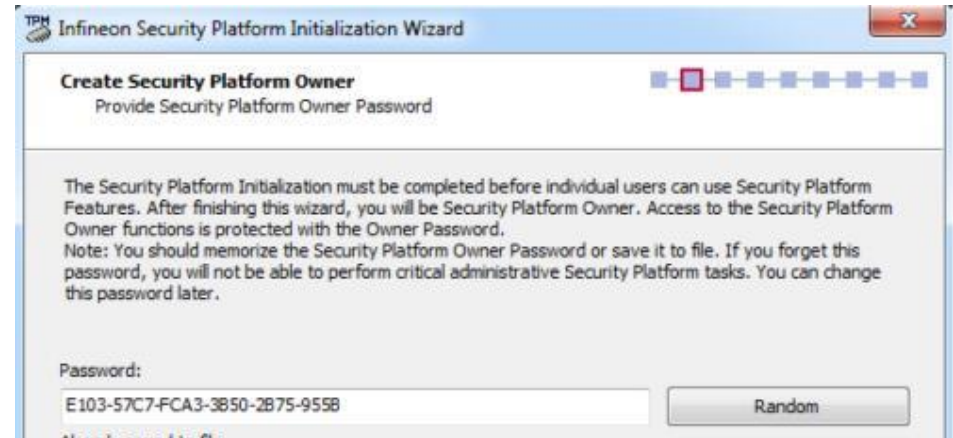 TPM
Infineon Security Platform Initialization Wizard
Create Security Platform Owner
Provide Security Platform Owner Password
The Security Platform Initialization must be completed before individual users can use Security Platform
Features. After finishing this wizard, you will be Security Platform Owner. Access to the Security Platform
Owner functions is protected with the Owner Password.
Note: You should memorize the Security Platform Owner Password or save it to file. If you forget this
password, you will not be able to perform critical administrative Security Platform tasks. You can change
this password later.
Password:
E103-57C7-FCA3-3B50-2B75-955B
Random